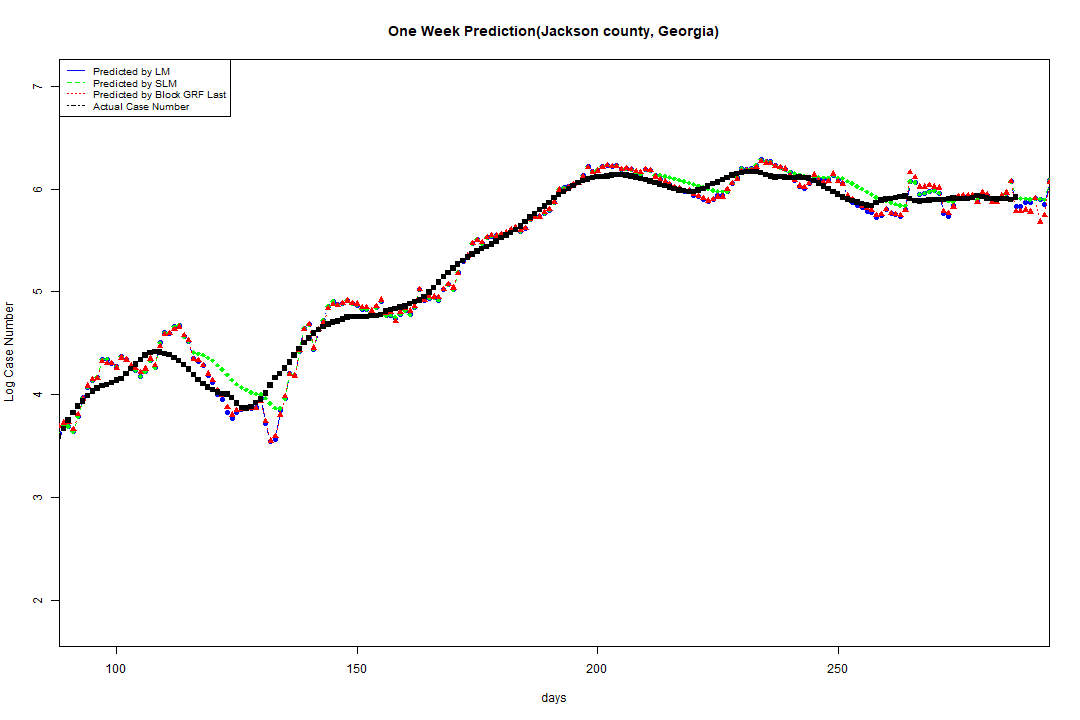 One Week Prediction(Jackson county, Georgia)
Predicted by LM
Predicted by SLM
Predicted by Block GRF Last
Actual Case Number
7
6
5
4
3
2
Log Case Number
100 150 200 250
days